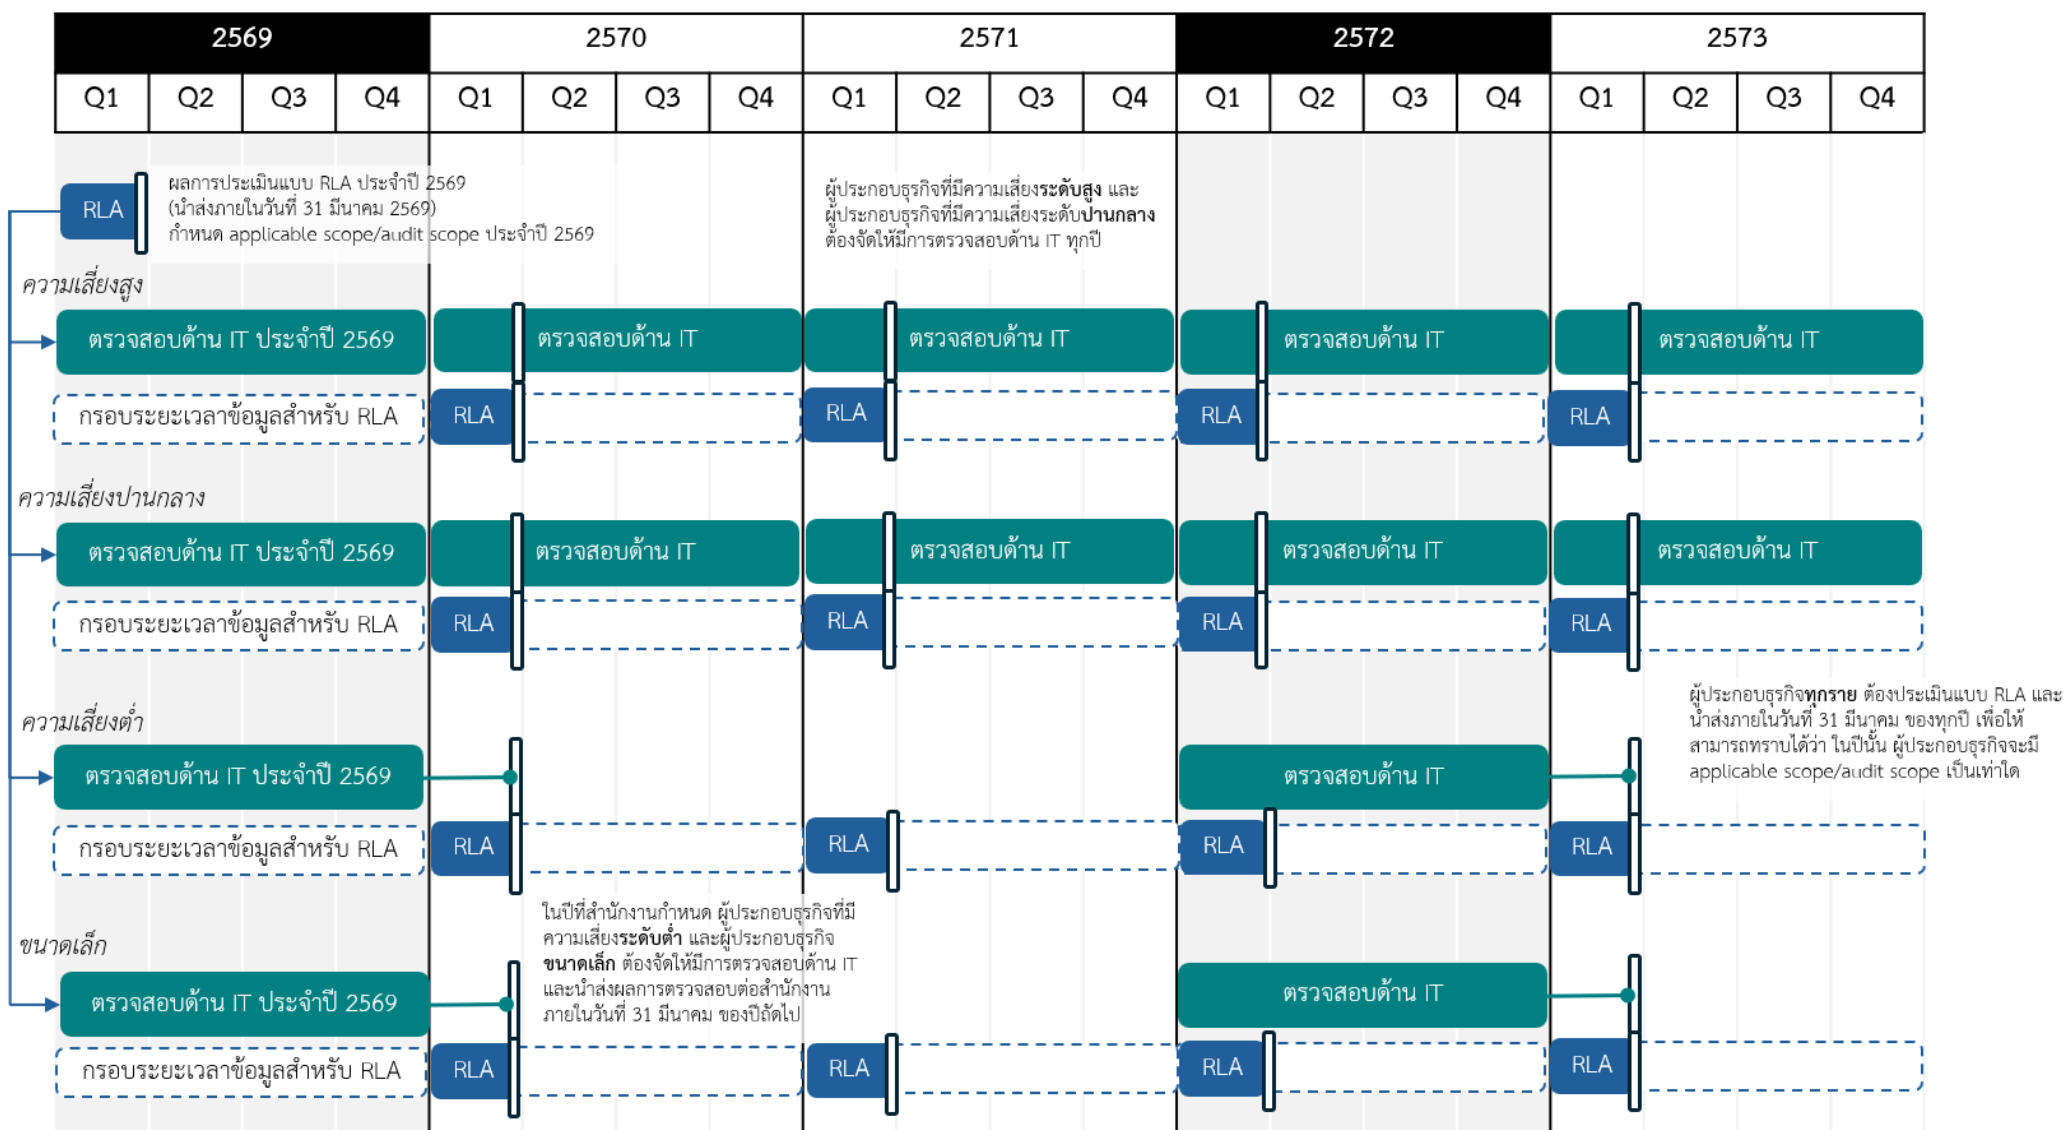 2569 2570 2571 2572 2573
Q1 Q2 Q3 Q4 Q1 Q2 Q3 Q4 Q1 Q2 Q3 Q4 Q1 Q2 Q3 Q4 Q1 Q2 Q3 Q4
RLA
ผลการประเมินแบบ RLA ประจำปี 2569
(นำส่งภายในวันที่ 31 มีนาคม 2569)
กำหนด applicable scope/audit scope ประจำปี 2569
ผู้ประกอบธุรกิจที่มีความเสี่ยงระดับสูง และ
ผู้ประกอบธุรกิจที่มีความเสี่ยงระดับปานกลาง
ต้องจัดให้มีการตรวจสอบด้าน IT ทุกปี
ความเสี่ยงสูง
ตรวจสอบด้าน IT ประจำปี 2569 ตรวจสอบด้าน IT ตรวจสอบด้าน IT ตรวจสอบด้าน IT ตรวจสอบด้าน IT
กรอบระยะเวลาข้อมูลสำหรับ RLA RLA RLA RLA RLA
ความเสี่ยงปานกลาง
ตรวจสอบด้าน IT ประจำปี 2569 ตรวจสอบด้าน IT ตรวจสอบด้าน IT ตรวจสอบด้าน IT ตรวจสอบด้าน IT
กรอบระยะเวลาข้อมูลสำหรับ RLA RLA RLA RLA RLA
ผู้ประกอบธุรกิจทุกราย ต้องประเมินแบบ RLA และ
นำส่งภายในวันที่ 31 มีนาคม ของทุกปี เพื่อให้
สามารถทราบได้ว่า ในปีนั้น ผู้ประกอบธุรกิจจะมี
applicable scope/audit scope เป็นเท่าใด
ความเสี่ยงต่ำ
ตรวจสอบด้าน IT ประจำปี 2569 ตรวจสอบด้าน IT
กรอบระยะเวลาข้อมูลสำหรับ RLA RLA RLA RLA RLA
ในปีที่สำนักงานกำหนด ผู้ประกอบธุรกิจที่มี
ความเสี่ยงระดับต่ำ และผู้ประกอบธุรกิจ
ขนาดเล็ก ต้องจัดให้มีการตรวจสอบด้าน IT
และนำส่งผลการตรวจสอบต่อสำนักงาน
ภายในวันที่ 31 มีนาคม ของปีถัดไป
ขนาดเล็ก
ตรวจสอบด้าน IT ประจำปี 2569 ตรวจสอบด้าน IT
กรอบระยะเวลาข้อมูลสำหรับ RLA RLA RLA RLA RLA